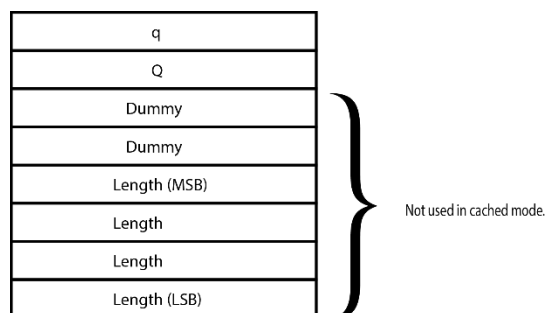 q
Q
Dummy
Dummy
Length (MSB)
Length
Not used in cached mode.
Length
Length (LSB)